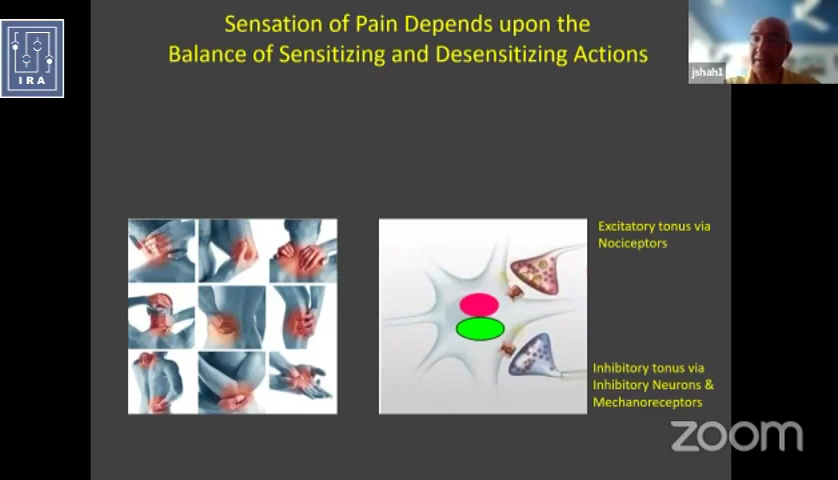 Sensation of Pain Depends upon the
Balance of Sensitizing and Desensitizing Actions
IRA
jshah1
Excitatory tonus via
Nociceptors
Inhibitory tonus via
Inhibitory Neurons &
Mechanoreceptors
zoom